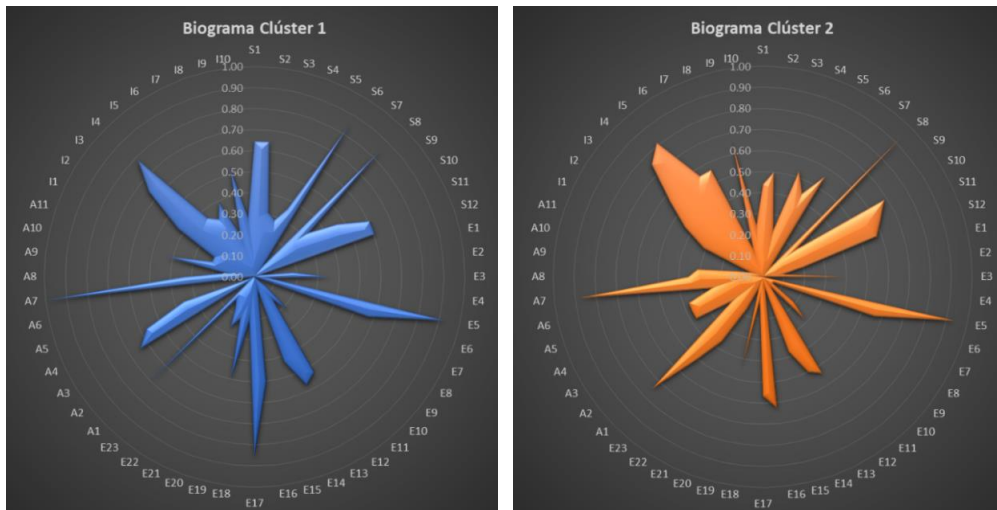 Biograma Clúster 1
S1
S2
S3
S4
S5
S6
S7
S8
S9
S10
S11
S12
E1
E2
E3
E4
E5
E6
E7
E8
E9
E10
E11
E12
E13
E14
E15
E16
E17
E18
E19
E20
E21
E22
E23
A1
A2
A3
A4
A5
A6
A7
A8
A9
A10
A11
I1
I2
I3
I4
I5
I6
I7
I8
I9
I10
1.00
0.90
0.80
0.70
0.60
0.50
0.40
0.30
0.20
0.10
0.00
Biograma Clúster 2
S1
S2
S3
S4
S5
S6
S7
S8
S9
S10
S11
S12
E1
E2
E3
E4
E5
E6
E7
E8
E9
E10
E11
E12
E13
E14
E15
E16
E17
E18
E19
E20
E21
E22
E23
A1
A2
A3
A4
A5
A6
A7
A8
A9
A10
A11
I1
I2
I3
I4
I5
I6
I7
I8
I9
I10
1.00
0.90
0.80
0.70
0.60
0.50
0.40
0.30
0.20
0.10
0.00